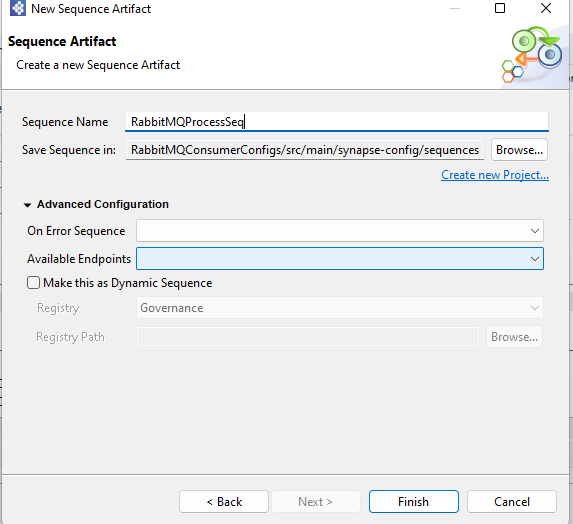 New Sequence Artifact
Sequence Artifact
Create a new Sequence Artifact
Sequence Name RabbitMQProcessSeq
Save Sequence in: RabbitMQConsumerConfigs/src/main/synapse-config/sequences Browse...
Create new Project...
Advanced Configuration
On Error Sequence
Available Endpoints
Make this as Dynamic Sequence
Registry Governance
Registry Path Browse...
< Back Next > Finish Cancel